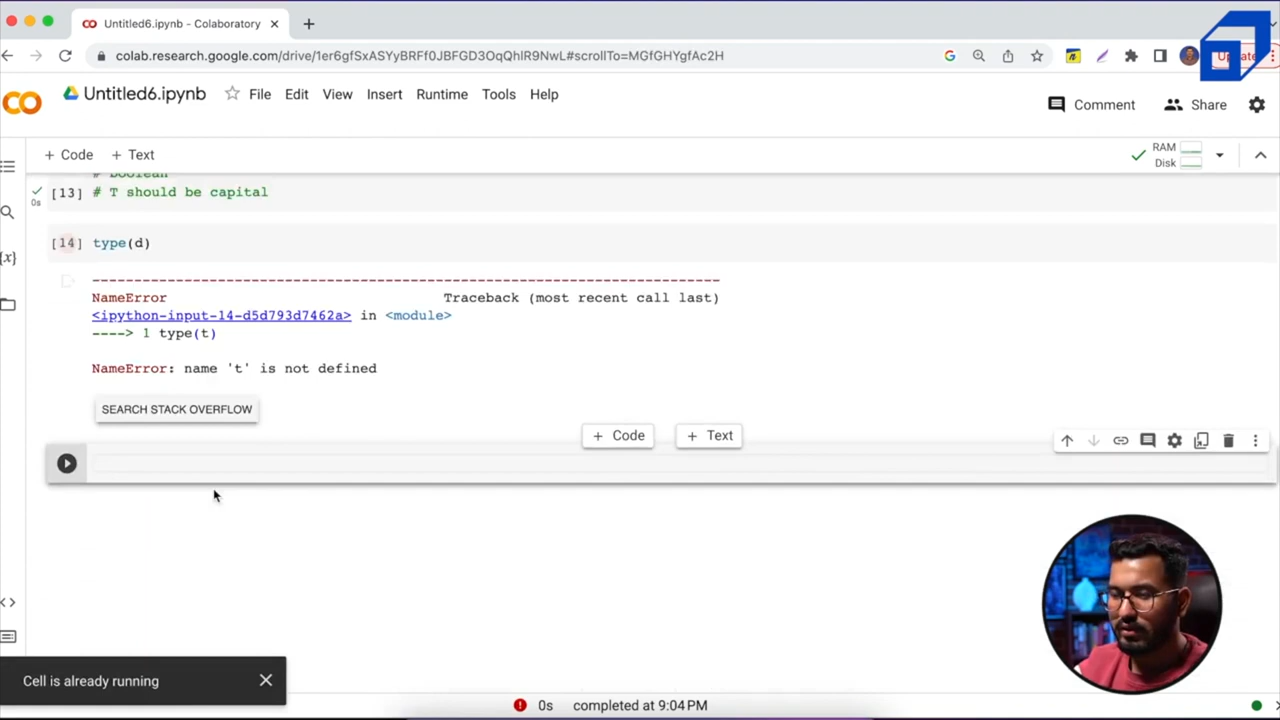 Untitled6.ipynb - Colaboratory
colab.research.google.com/drive/1er6gfSxASYyBRFf0JBFGD3OqQhlR9NwL#scrollTo=MGfGHYgfAc2H
Update
Untitled6.ipynb
File Edit View Insert Runtime Tools Help
Comment Share
+ Code + Text
RAM
Disk
# Boolean
[13] # T should be capital
0s
[14] type(d)
---------------------------------------------------------------------------
NameError Traceback (most recent call last)
<ipython-input-14-d5d793d7462a> in <module>
----> 1 type(t)
NameError: name 't' is not defined
SEARCH STACK OVERFLOW
+ Code + Text
{x}
Cell is already running
0s completed at 9:04 PM